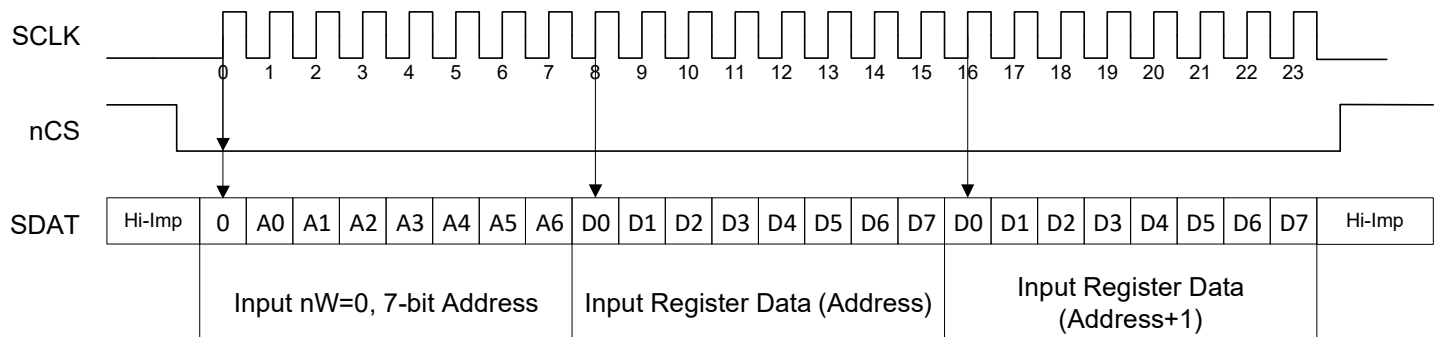 SCLK
0 1 2 3 4 5 6 7 8 9 10 11 12 13 14 15 16 17 18 19 20 21 22 23
nCS
SDAT Hi-Imp 0 A0 A1 A2 A3 A4 A5 A6 D0 D1 D2 D3 D4 D5 D6 D7 D0 D1 D2 D3 D4 D5 D6 D7 Hi-Imp
Input nW=0, 7-bit Address
Input Register Data (Address)
Input Register Data
(Address+1)